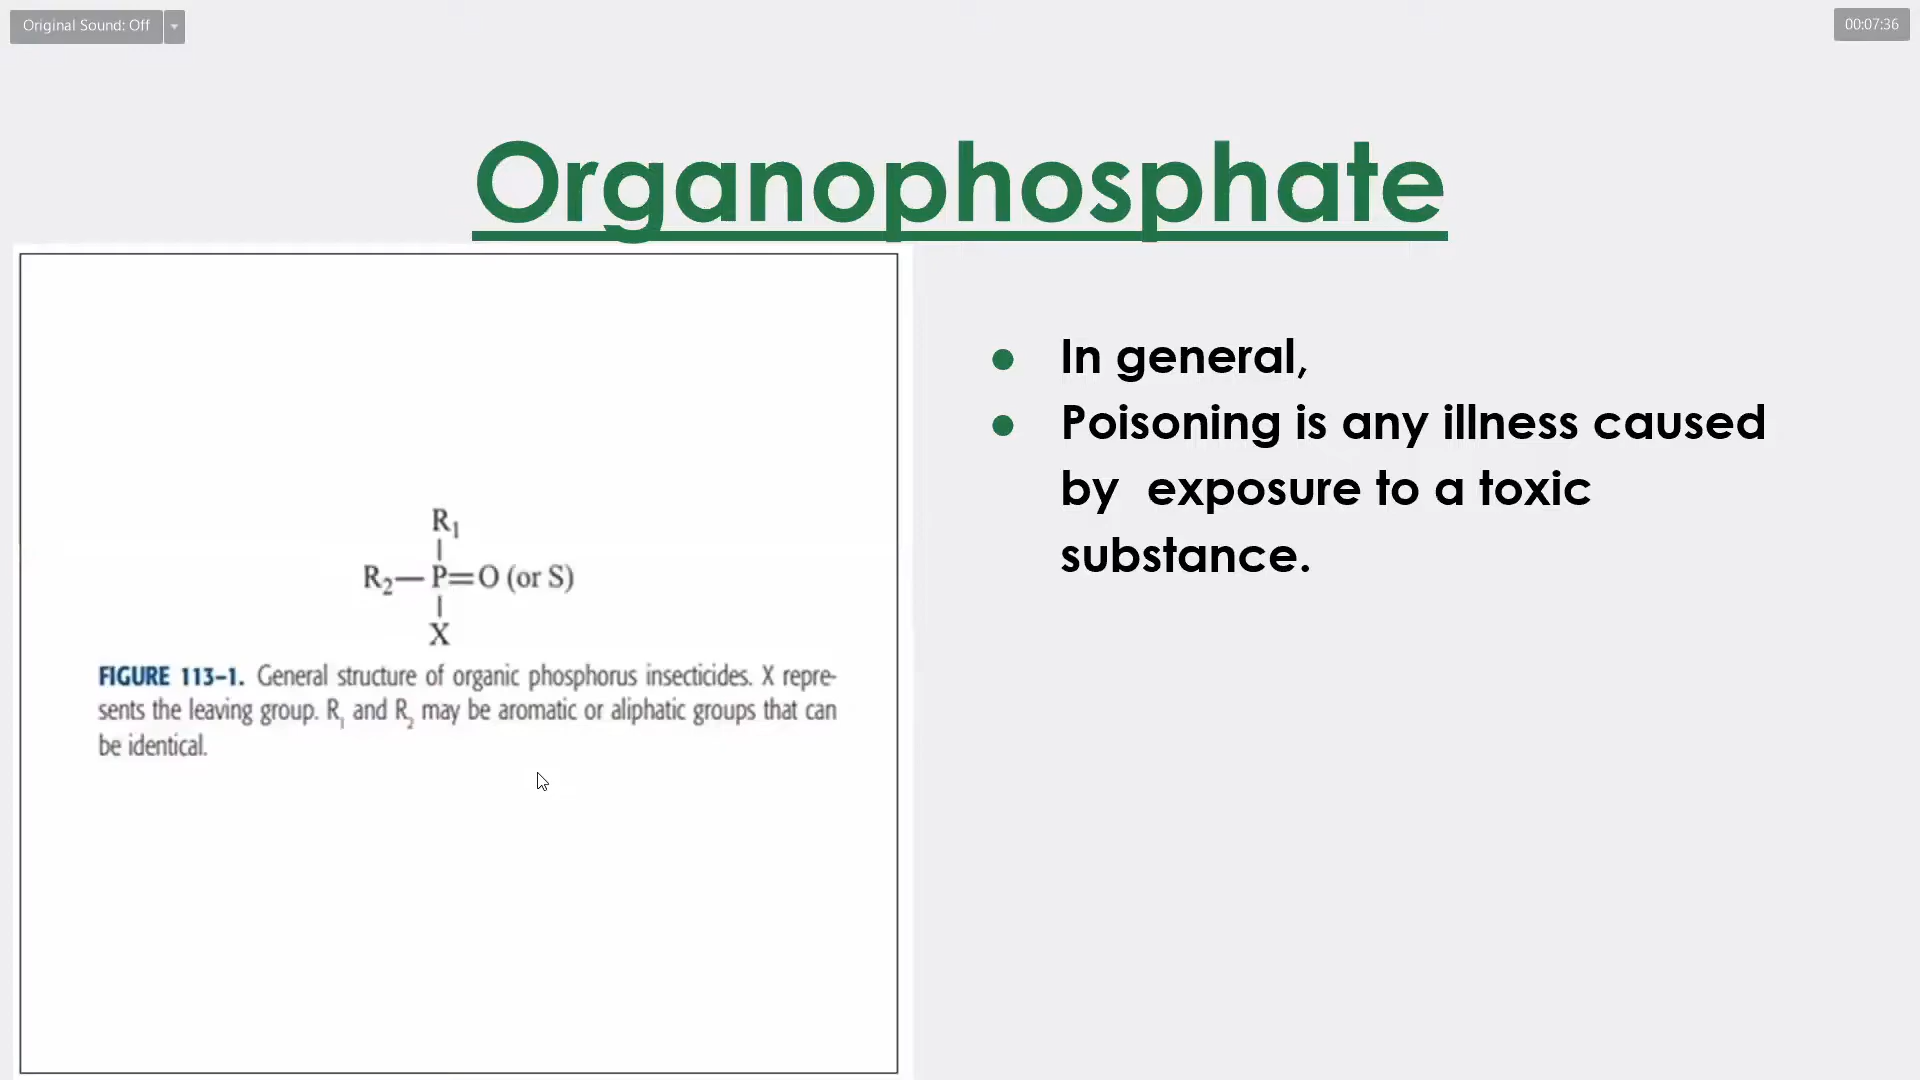 Original Sound: Off
00:07:36
Organophosphate
R1
R2—P=O (or S)
X
FIGURE 113–1. General structure of organic phosphorus insecticides. X repre-
sents the leaving group. R1 and R2 may be aromatic or aliphatic groups that can
be identical.
● In general,
● Poisoning is any illness caused
by exposure to a toxic
substance.